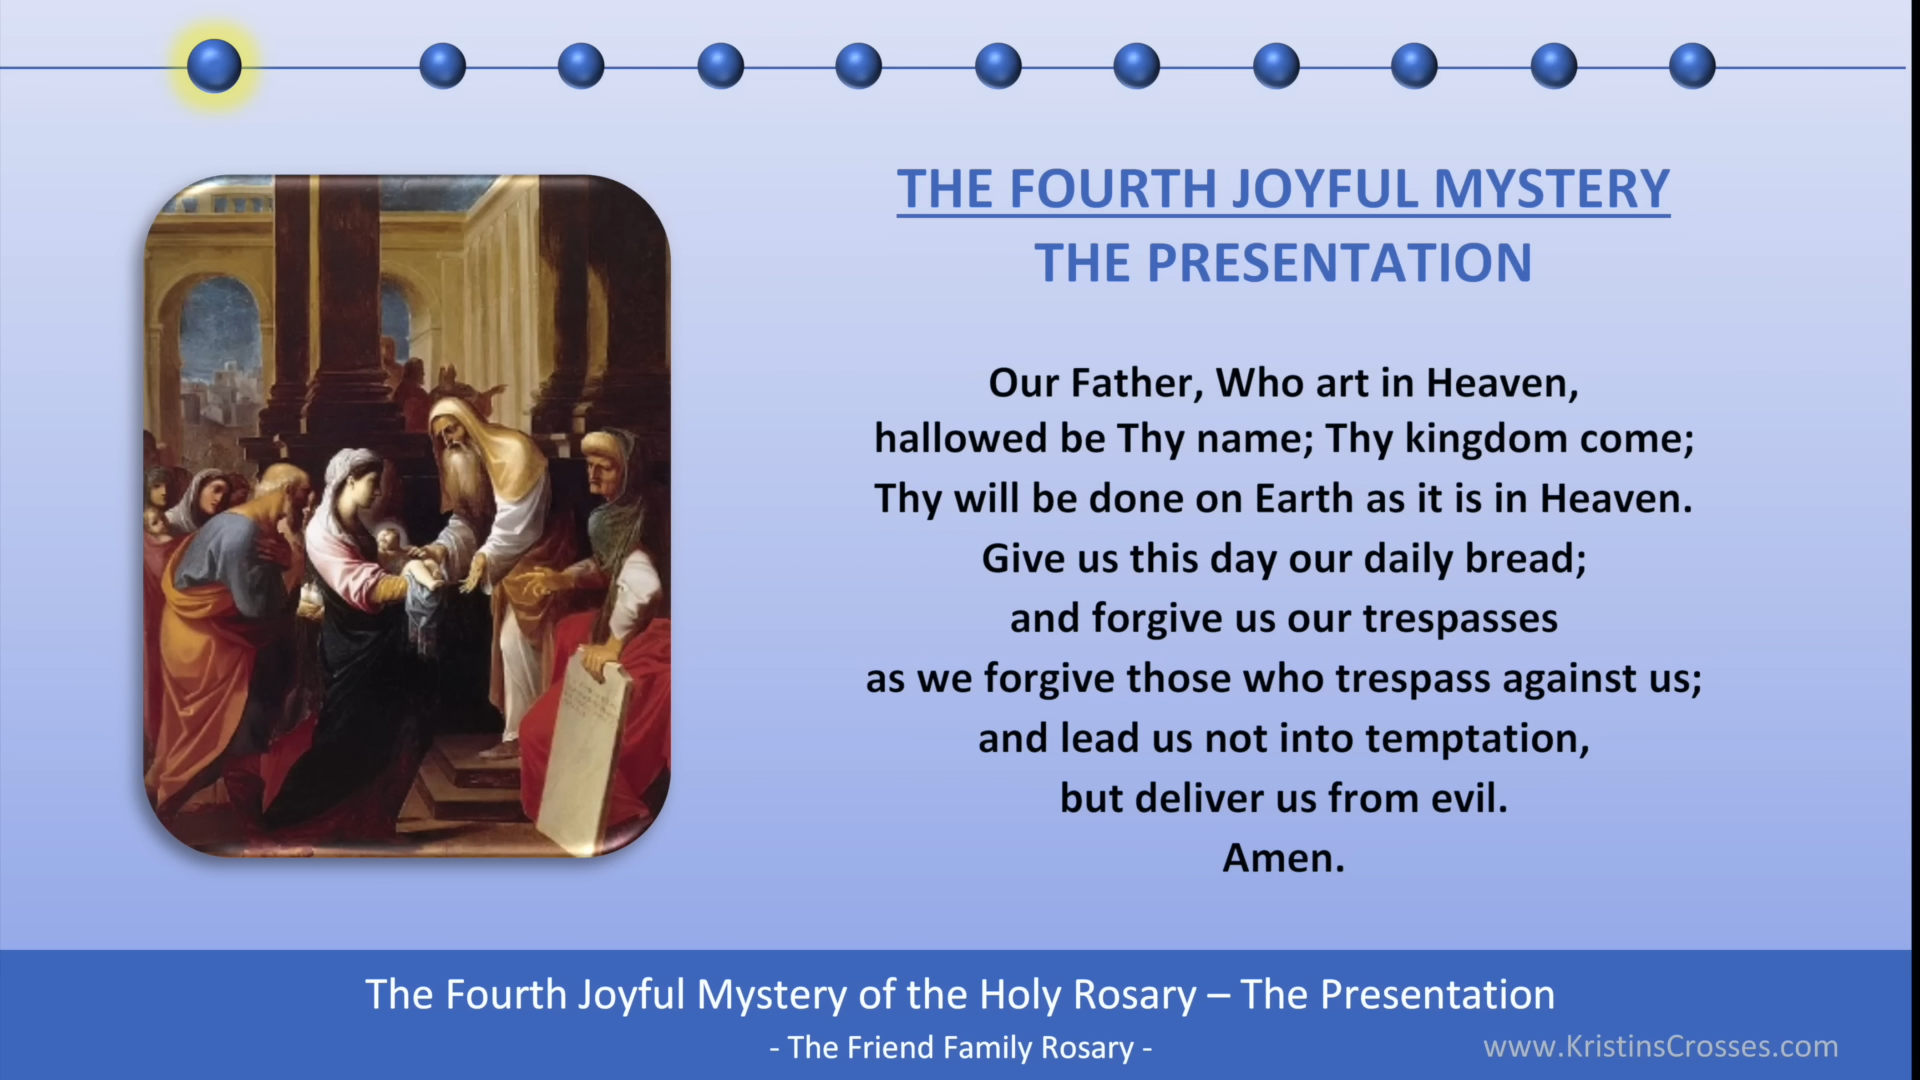 THE FOURTH JOYFUL MYSTERY
THE PRESENTATION
Our Father, Who art in Heaven,
hallowed be Thy name; Thy kingdom come;
Thy will be done on Earth as it is in Heaven.
Give us this day our daily bread;
and forgive us our trespasses
as we forgive those who trespass against us;
and lead us not into temptation,
but deliver us from evil.
Amen.
The Fourth Joyful Mystery of the Holy Rosary – The Presentation
- The Friend Family Rosary -
www.KristinsCrosses.com